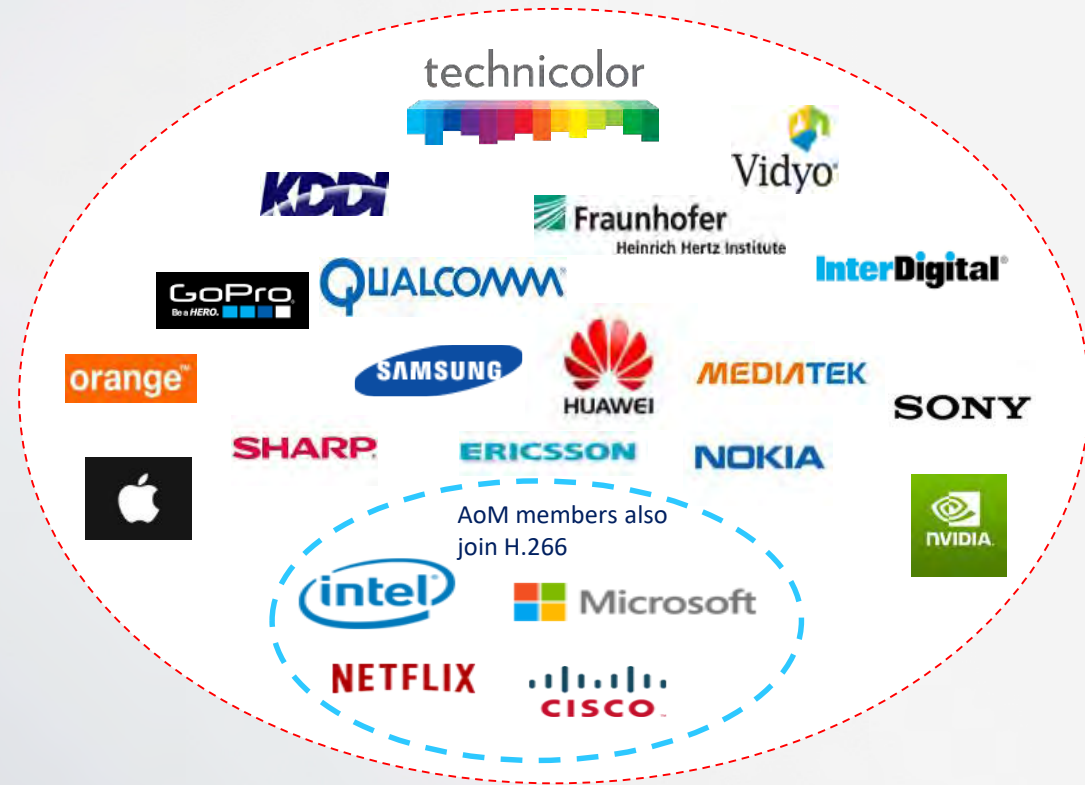 technicolor
Vidyo
KDDI
Fraunhofer
Heinrich Hertz Institute
InterDigital®
QUALCOMM®
GoPro
Be a HERO.
SAMSUNG
HUAWEI
MEDIATEK
orange™
SONY
SHARP
ERICSSON
NOKIA
NVIDIA.
AoM members also
join H.266
intel®
Microsoft
NETFLIX
CISCO